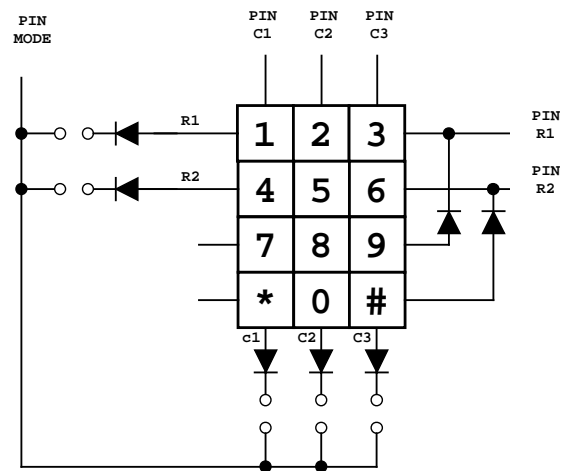 PIN
MODE
PIN
C1
PIN
C2
PIN
C3
R1
1 2 3
PIN
R1
R2
4 5 6
PIN
R2
7 8 9
* 0 #
c1 C2 C3